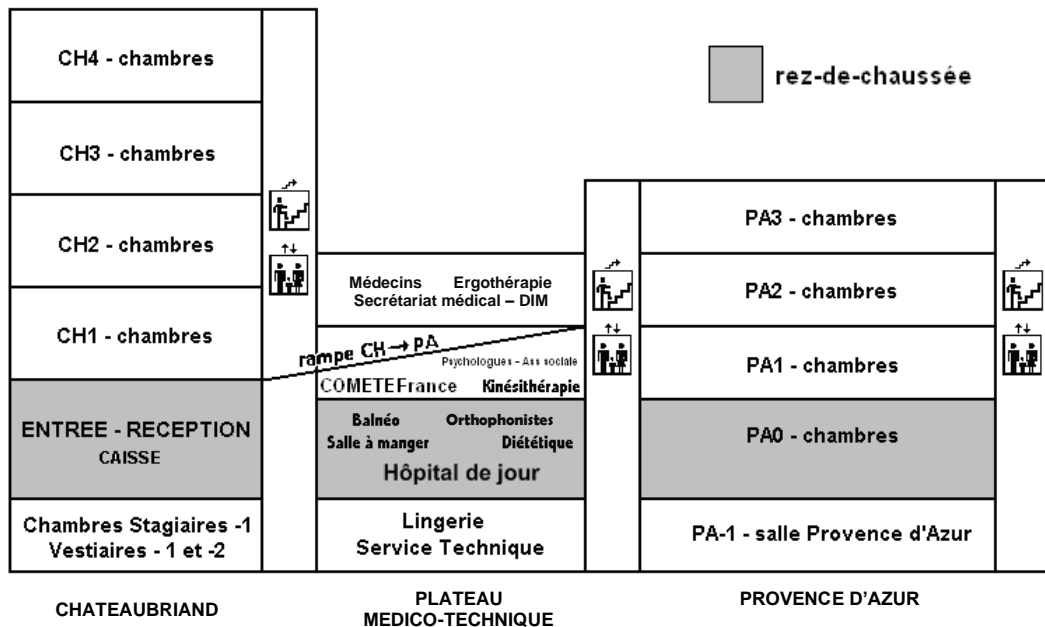 CH4 - chambres
CH3 - chambres
CH2 - chambres
CH1 - chambres
ENTREE - RECEPTION
CAISSE
Chambres Stagiaires -1
Vestiaires - 1 et -2
CHATEAUBRIAND
Médecins Ergothérapie
Secrétariat médical – DIM
rampe CH → PA
Psychologues - Ass sociale
COMETEFrance Kinésithérapie
Balnéo Orthophonistes
Salle à manger Diététique
Hôpital de jour
Lingerie
Service Technique
PLATEAU
MEDICO-TECHNIQUE
rez-de-chaussée
PA3 - chambres
PA2 - chambres
PA1 - chambres
PA0 - chambres
PA-1 - salle Provence d'Azur
PROVENCE D’AZUR